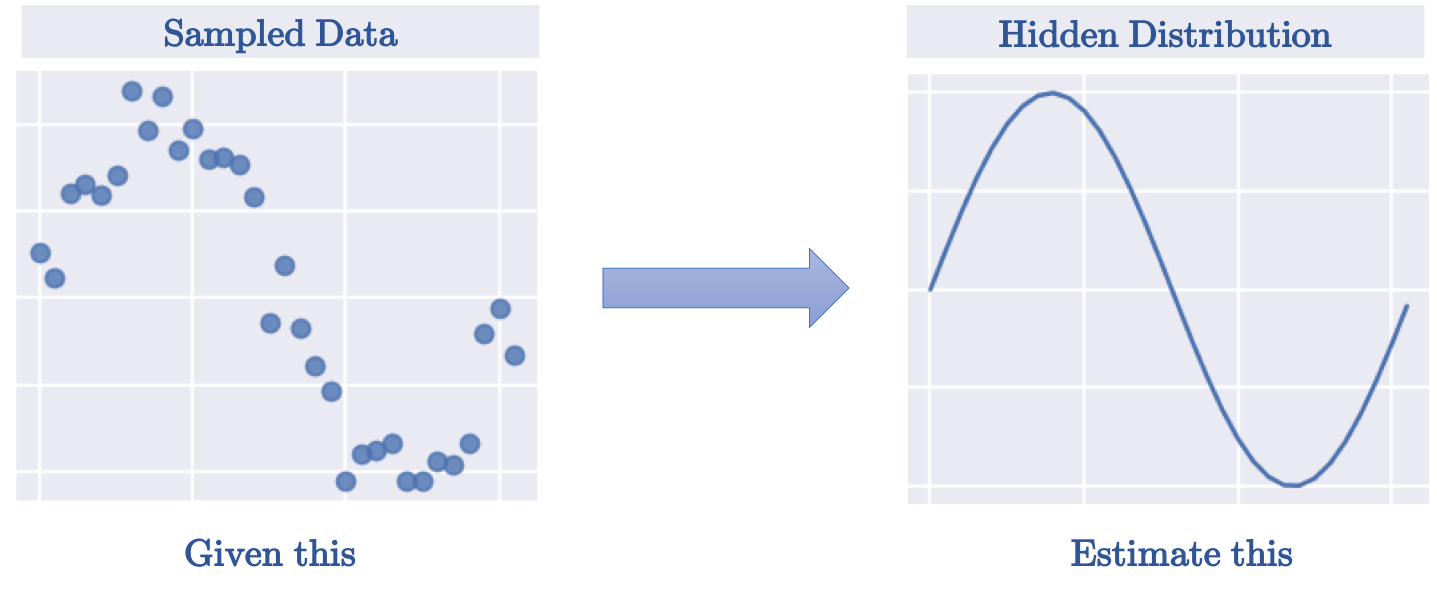 Sampled Data
Hidden Distribution
Given this
Estimate this